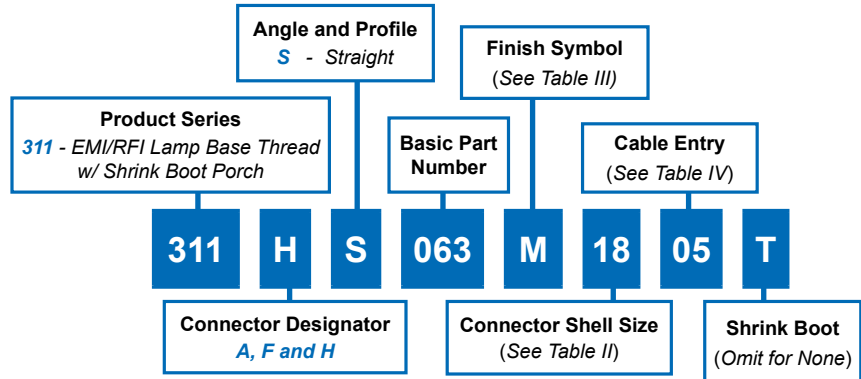 Angle and Profile
S - Straight
Finish Symbol
(See Table III)
Product Series
311 - EMI/RFI Lamp Base Thread
w/ Shrink Boot Porch
Basic Part
Number
Cable Entry
(See Table IV)
311 H S 063 M 18 05 T
Connector Designator
A, F and H
Connector Shell Size
(See Table II)
Shrink Boot
(Omit for None)